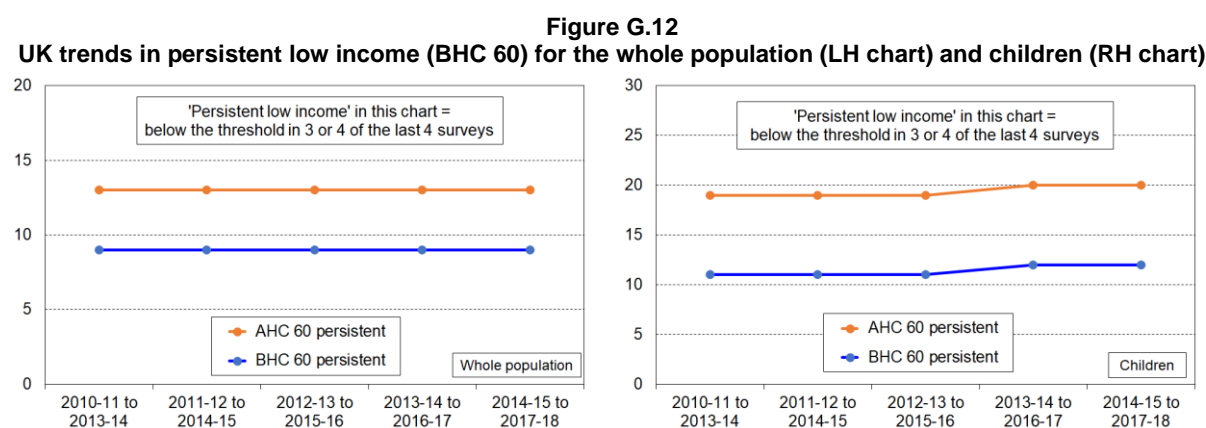 Figure G.12
UK trends in persistent low income (BHC 60) for the whole population (LH chart) and children (RH chart)
20
15
10
5
0
'Persistent low income' in this chart =
below the threshold in 3 or 4 of the last 4 surveys
AHC 60 persistent
BHC 60 persistent
Whole population
2010-11 to
2013-14
2011-12 to
2014-15
2012-13 to
2015-16
2013-14 to
2016-17
2014-15 to
2017-18
30
25
20
15
10
5
0
'Persistent low income' in this chart =
below the threshold in 3 or 4 of the last 4 surveys
AHC 60 persistent
BHC 60 persistent
Children
2010-11 to
2013-14
2011-12 to
2014-15
2012-13 to
2015-16
2013-14 to
2016-17
2014-15 to
2017-18